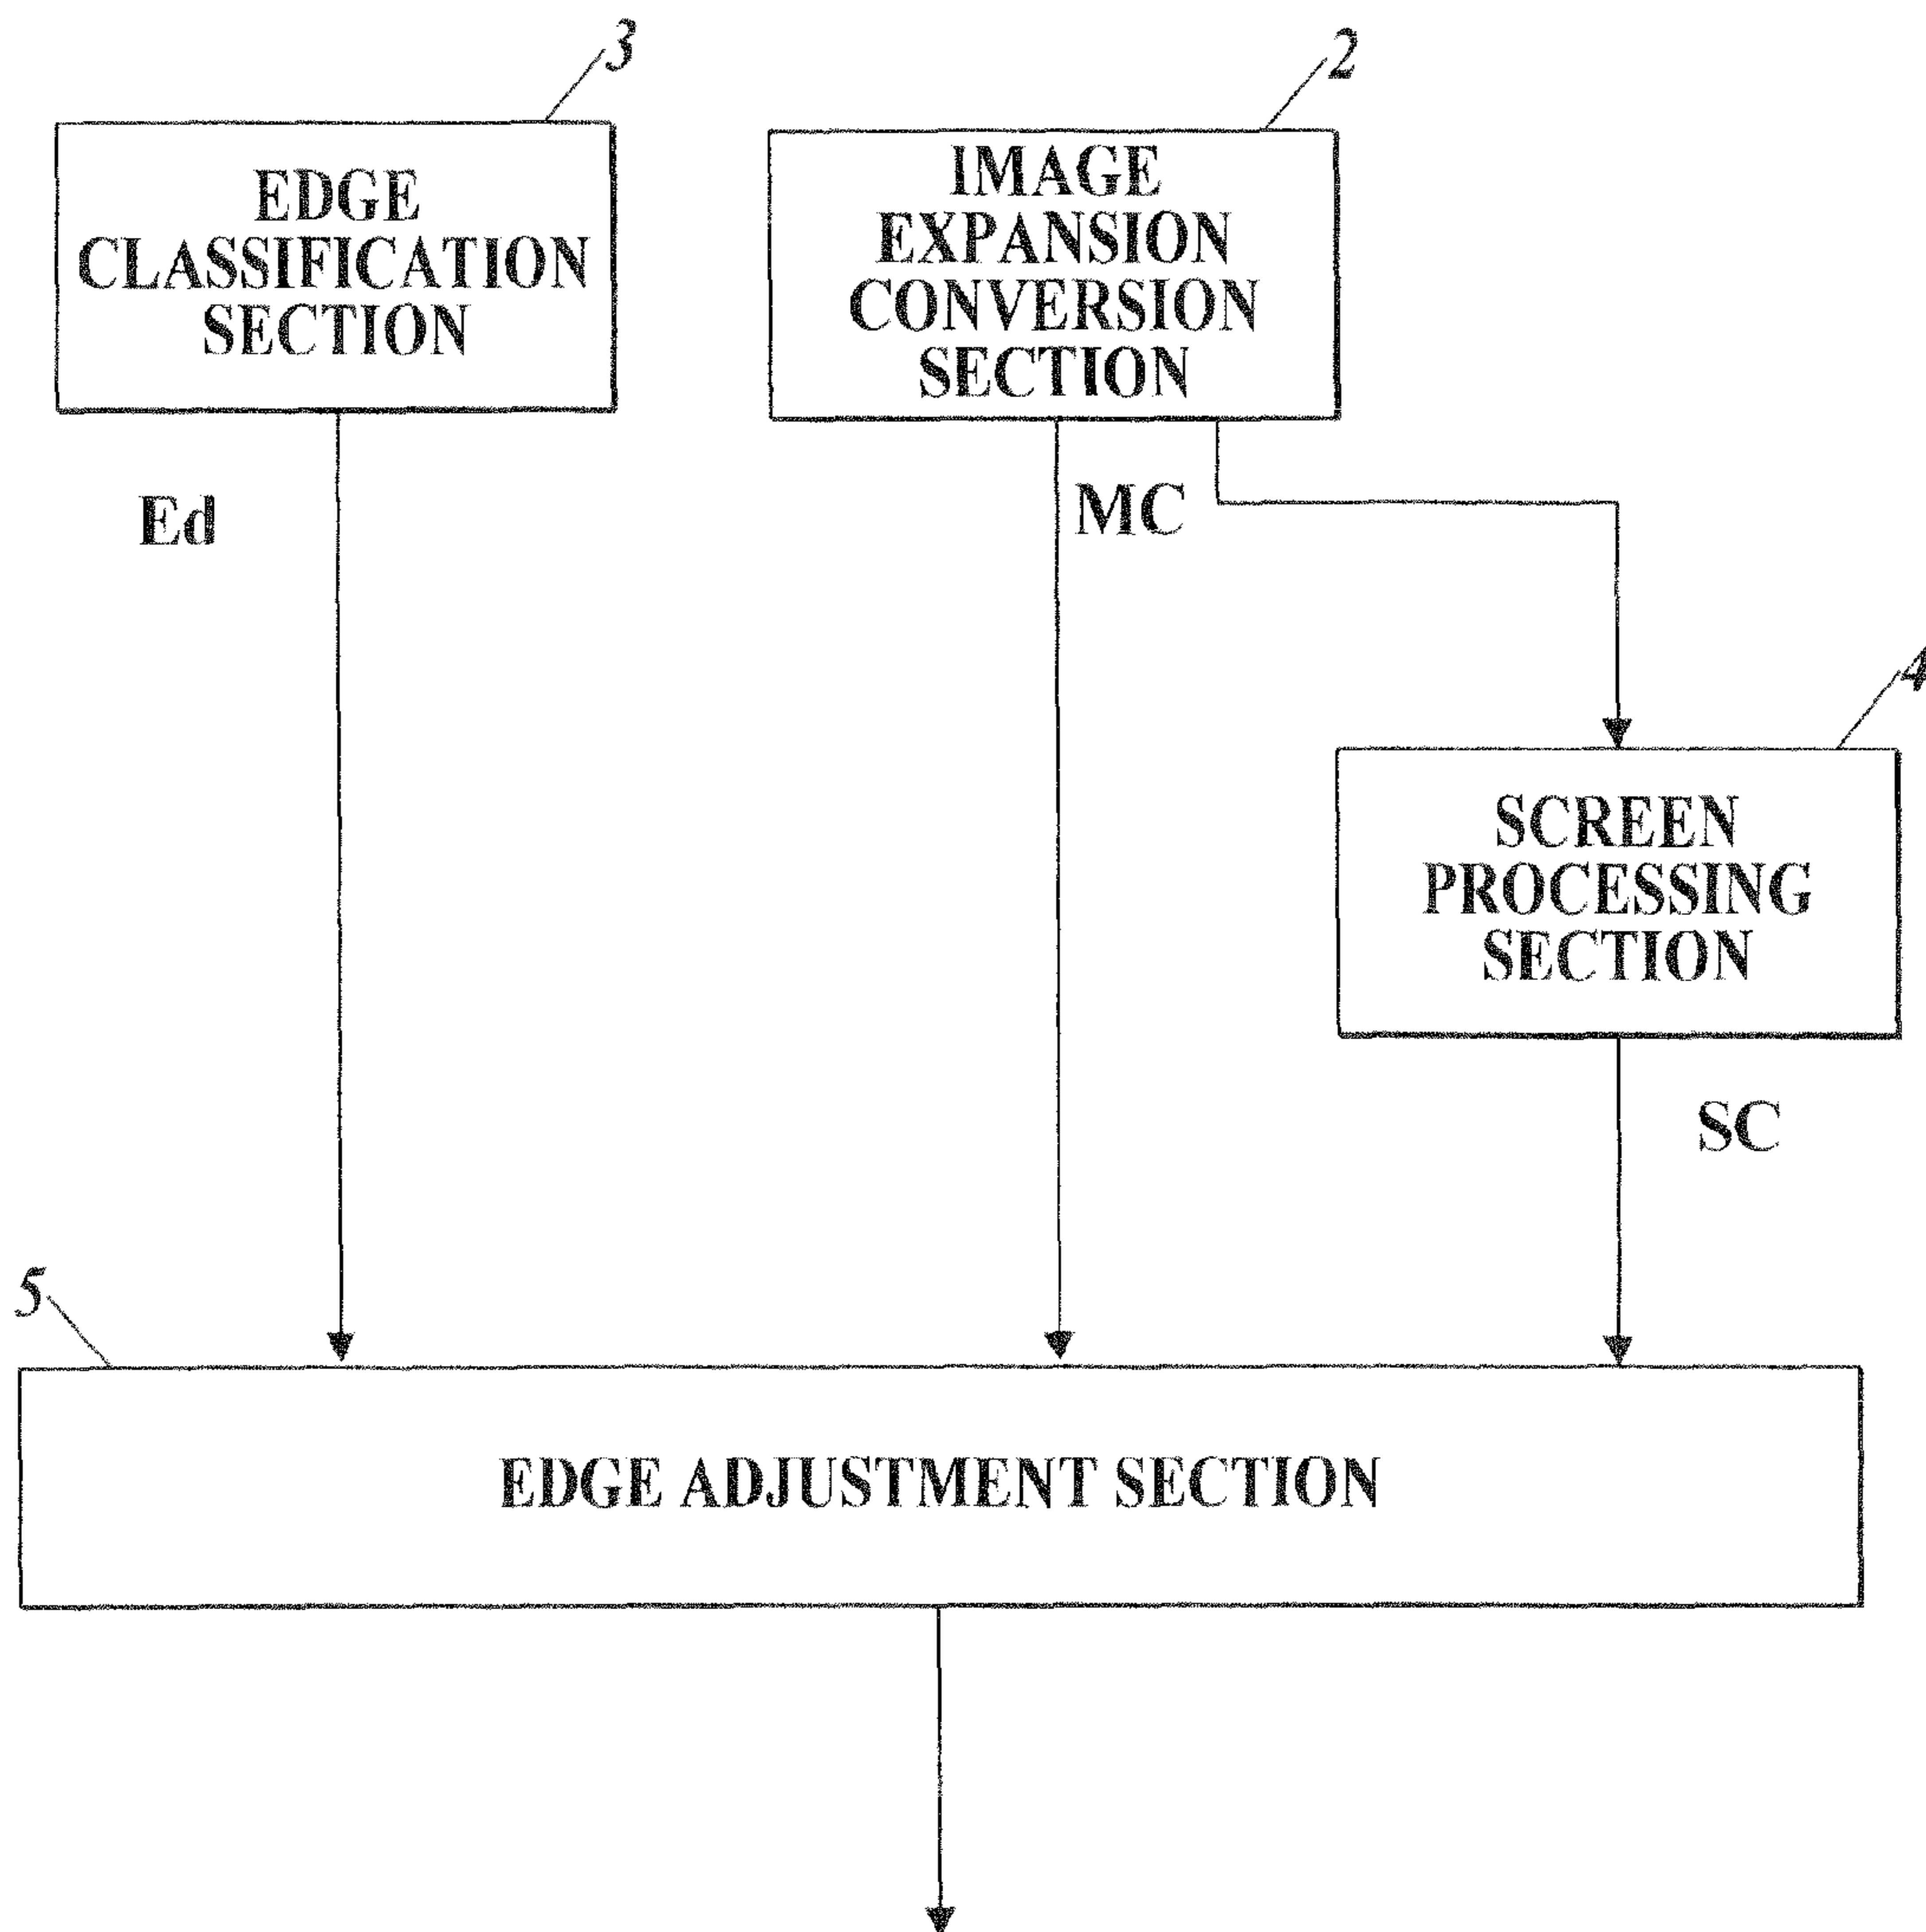 3
2
EDGE
CLASSIFICATION
SECTION
IMAGE
EXPANSION
CONVERSION
SECTION
Ed
MC
4
SCREEN
PROCESSING
SECTION
SC
5
EDGE ADJUSTMENT SECTION